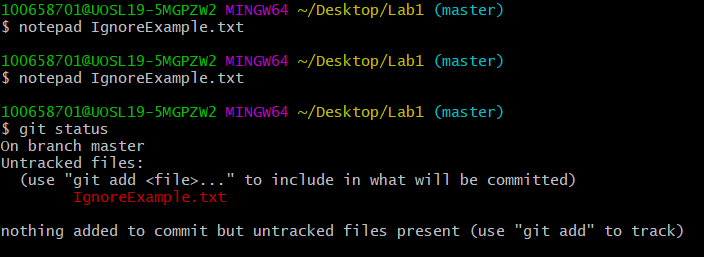 100658701@UOSL19-5MGPZW2 MINGW64 ~/Desktop/Lab1 (master)
$ notepad IgnoreExample.txt
100658701@UOSL19-5MGPZW2 MINGW64 ~/Desktop/Lab1 (master)
$ notepad IgnoreExample.txt
100658701@UOSL19-5MGPZW2 MINGW64 ~/Desktop/Lab1 (master)
$ git status
On branch master
Untracked files:
  (use "git add <file>..." to include in what will be committed)
        IgnoreExample.txt
nothing added to commit but untracked files present (use "git add" to track)